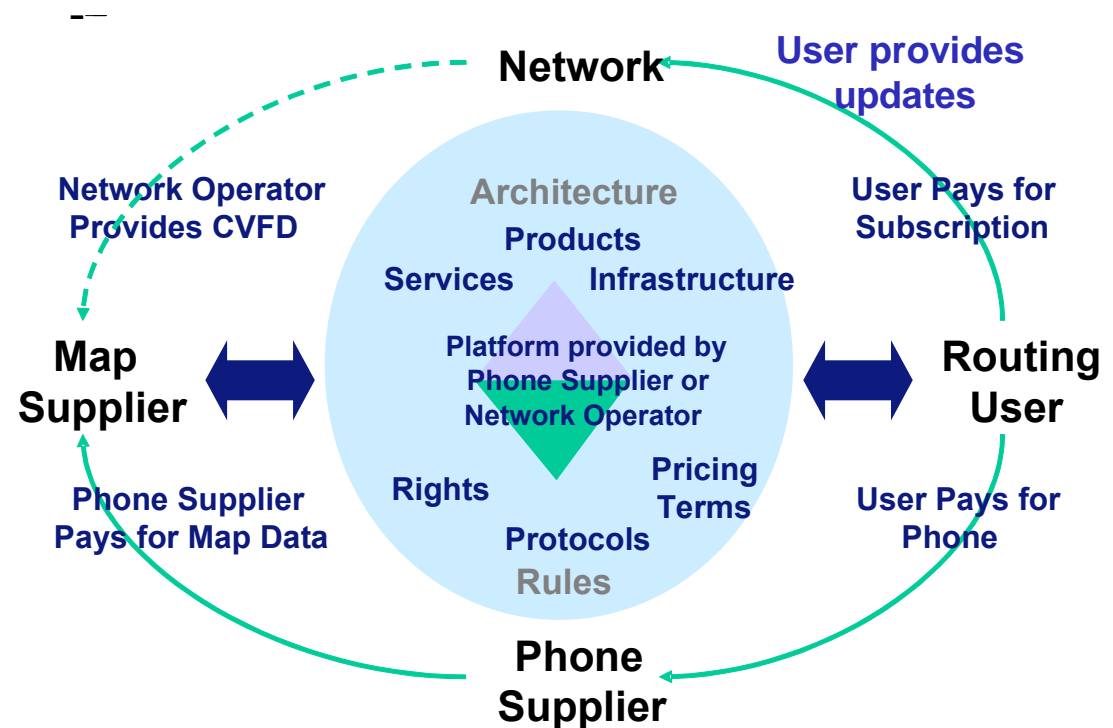 Network
User provides
updates
Network Operator
Provides CVFD
Architecture
User Pays for
Subscription
Products
Services
Infrastructure
Map
Supplier
Platform provided by
Phone Supplier or
Network Operator
Routing
User
Rights
Pricing
Terms
Phone Supplier
Pays for Map Data
User Pays for
Phone
Protocols
Rules
Phone
Supplier